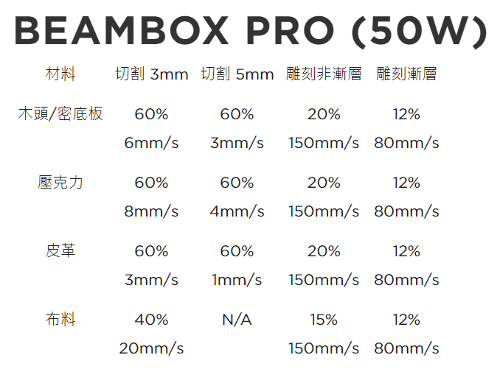 BEAMBOX PRO (50W)
材料 切割 3mm 切割 5mm 雕刻非漸層 雕刻漸層
木頭/密底板 60% 60% 20% 12%
6mm/s 3mm/s 150mm/s 80mm/s
壓克力 60% 60% 20% 12%
8mm/s 4mm/s 150mm/s 80mm/s
皮革 60% 60% 20% 12%
3mm/s 1mm/s 150mm/s 80mm/s
布料 40% N/A 15% 12%
20mm/s 150mm/s 80mm/s